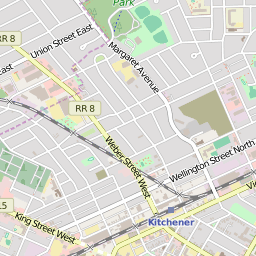 Park
RR 8
Union Street East
Margaret Avenue
East
RR 8
Weber Street West
Wellington Street North
King Street West
Kitchener